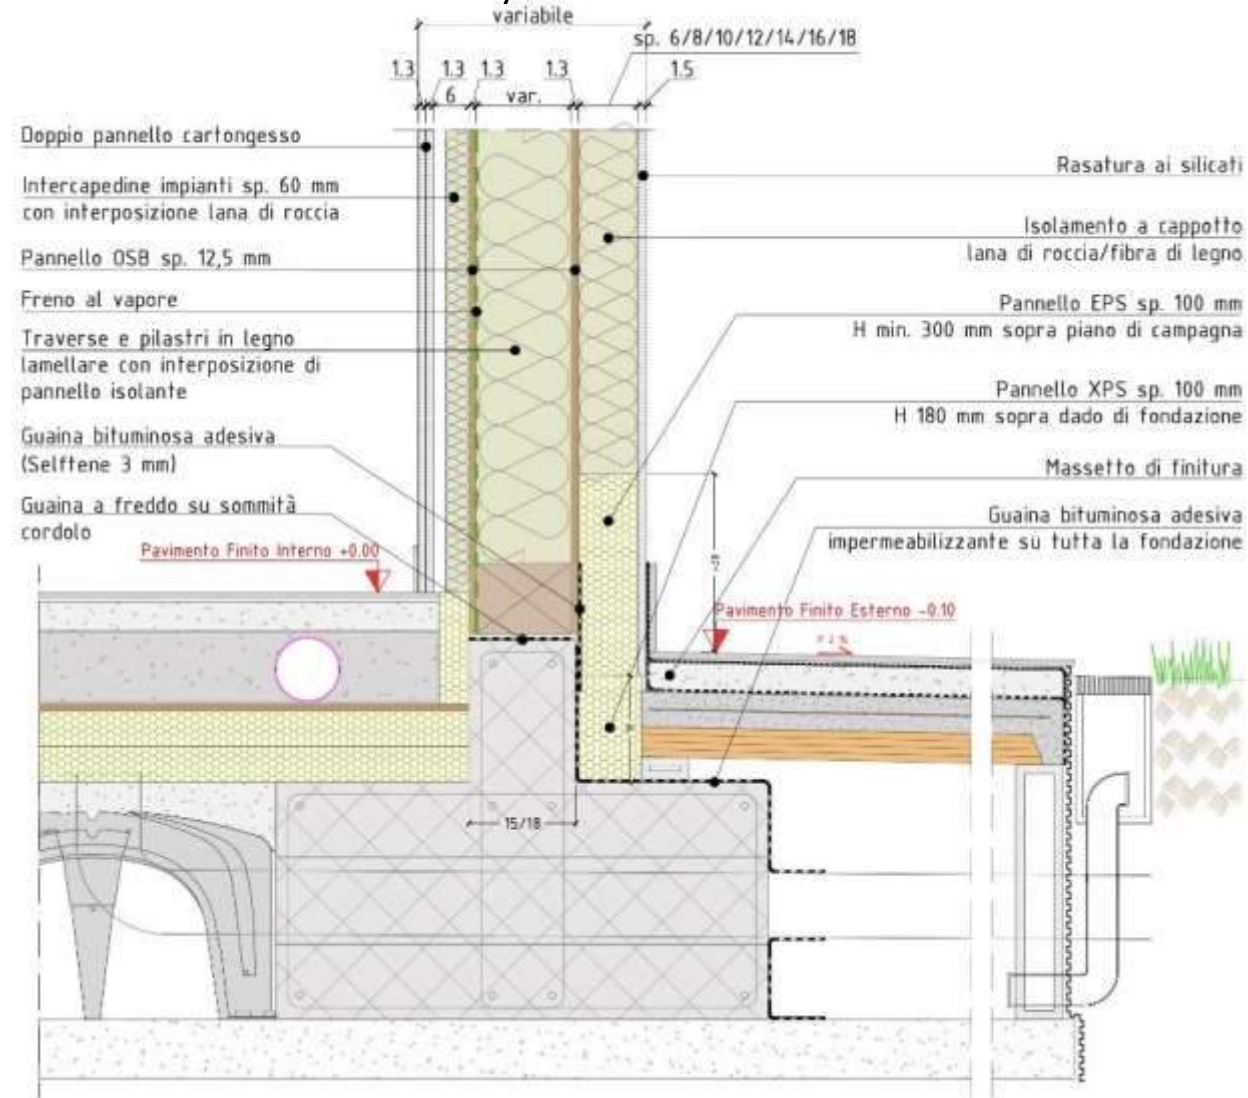 variabile
sp. 6/8/10/12/14/16/18
1.3 1.3 1.3 1.3 1.5
6 var.
Doppio pannello cartongesso
Intercapedine impianti sp. 60 mm
con interposizione lana di roccia
Pannello OSB sp. 12,5 mm
Freno al vapore
Traverse e pilastri in legno
lamellare con interposizione di
pannello isolante
Guaina bituminosa adesiva
(Selftene 3 mm)
Guaina a freddo su sommità
cordolo
Pavimento Finito Interno +0.00
Rasatura ai silicati
Isolamento a cappotto
lana di roccia/fibra di legno
Pannello EPS sp. 100 mm
H min. 300 mm sopra piano di campagna
Pannello XPS sp. 100 mm
H 180 mm sopra dado di fondazione
Massetto di finitura
Guaina bituminosa adesiva
impermeabilizzante su tutta la fondazione
Pavimento Finito Esterno -0.10
15/18